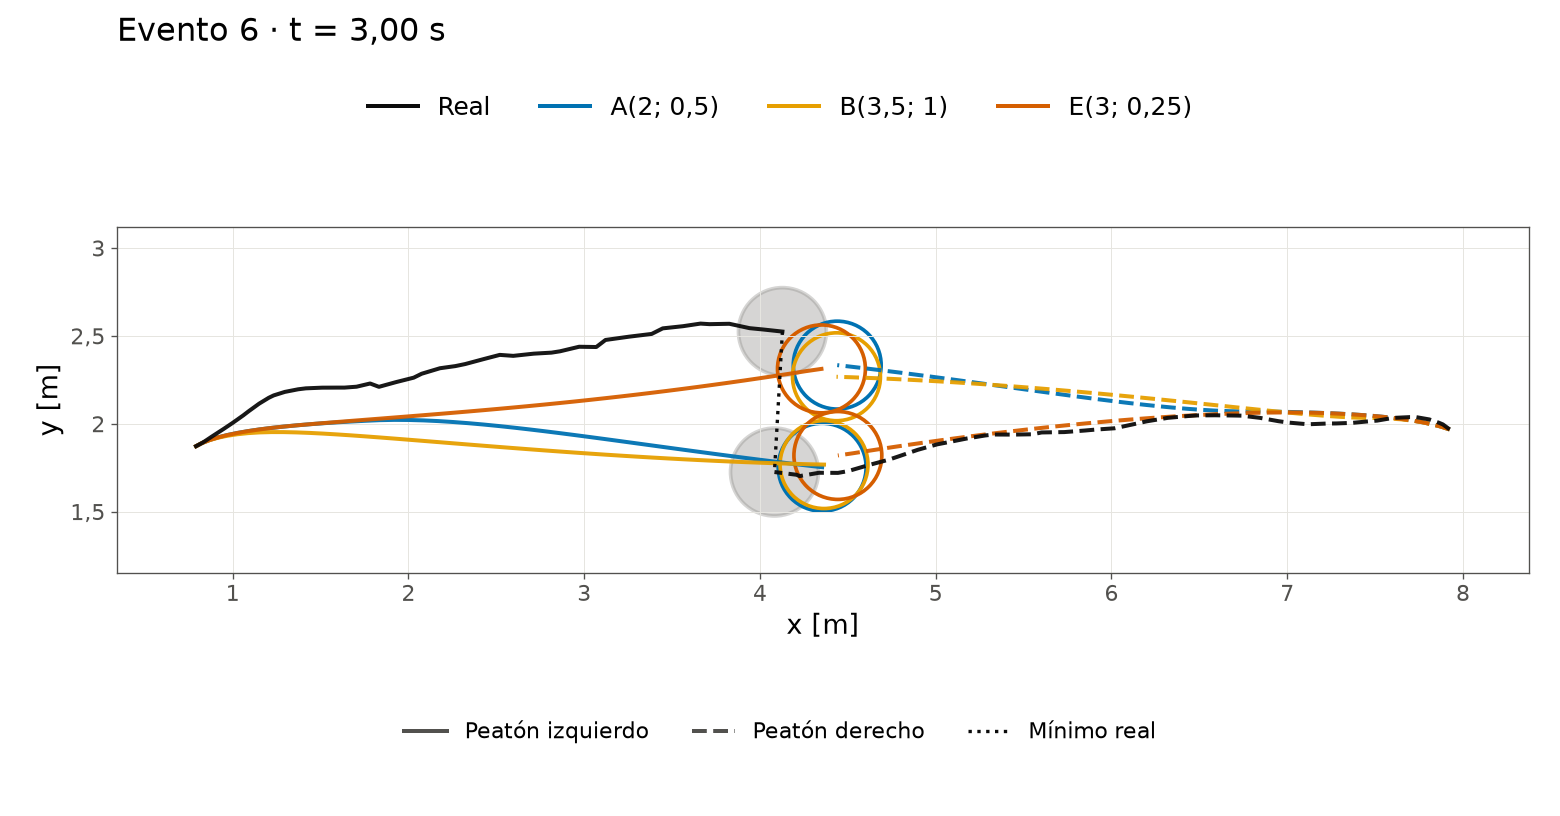 Evento 6 · t = 3,00 s
Real A(2; 0,5) B(3,5; 1) E(3; 0,25)
3
2,5
2
1,5
y [m]
1 2 3 4 5 6 7 8
x [m]
Peatón izquierdo Peatón derecho Mínimo real